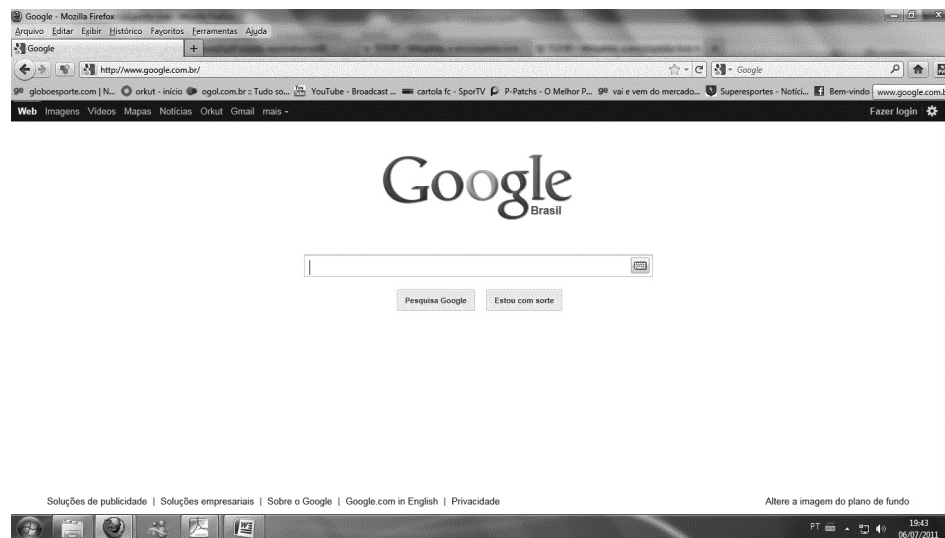 Google - Mozilla Firefox
Arquivo Editar Exibir Histórico Favoritos Ferramentas Ajuda
Google
http://www.google.com.br/ Google
globoesporte.com | N... orkut - início ogol.com.br :: Tudo so... YouTube - Broadcast ... cartola fc - SporTV P-Patchs - O Melhor P... vai e vem do mercado... Superesportes - Notíci... Bem-vindo www.google.com.b
Web Imagens Vídeos Mapas Notícias Orkut Gmail mais Fazer login
Google
Brasil
Pesquisa Google Estou com sorte
Soluções de publicidade | Soluções empresariais | Sobre o Google | Google.com in English | Privacidade Altere a imagem do plano de fundo
PT 19:43
06/07/2011